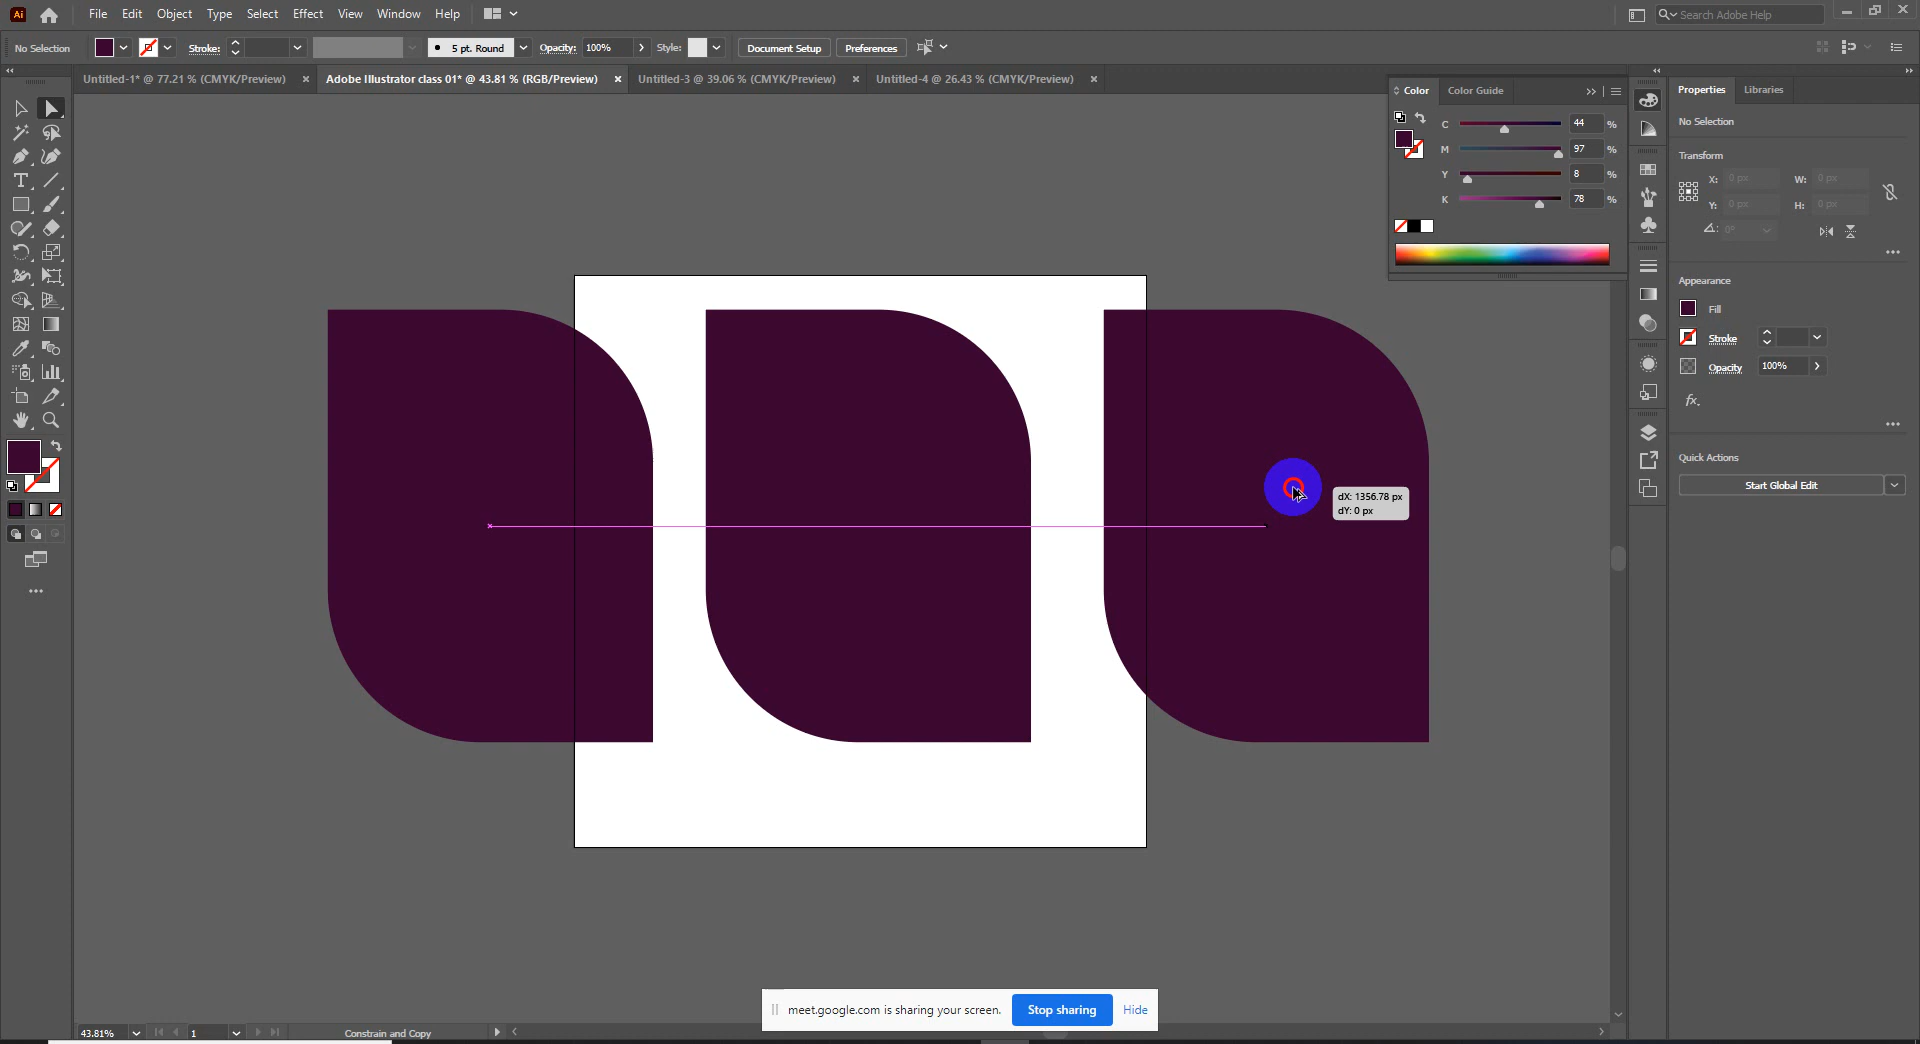 Ai File Edit Object Type Select Effect View Window Help Search Adobe Help
No Selection Stroke: 5 pt. Round Opacity: 100% Style: Document Setup Preferences
Untitled-1* @ 77.21 % (CMYK/Preview) × Adobe Illustrator class 01* @ 43.81 % (RGB/Preview) × Untitled-3 @ 39.06 % (CMYK/Preview) × Untitled-4 @ 26.43 % (CMYK/Preview) ×
Color Color Guide
C 44 %
M 97 %
Y 8 %
K 78 %
Properties Libraries
No Selection
Transform
X: 0 px W: 0 px
Y: 0 px H: 0 px
0°
Appearance
Fill
Stroke
Opacity 100%
fx.
Quick Actions
Start Global Edit
dX: 1356.78 px
dY: 0 px
meet.google.com is sharing your screen. Stop sharing Hide
43.81% 1 Constrain and Copy